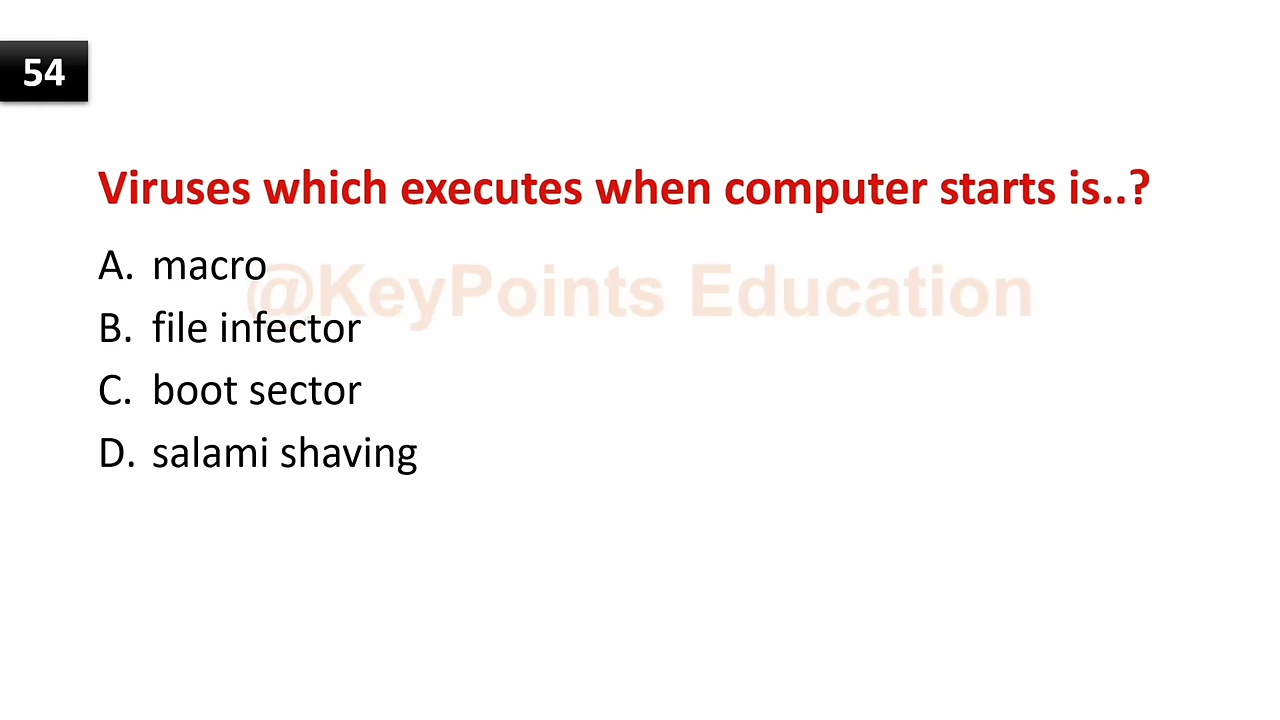 54
Viruses which executes when computer starts is..?
A. macro
@KeyPoints Education
B. file infector
C. boot sector
D. salami shaving